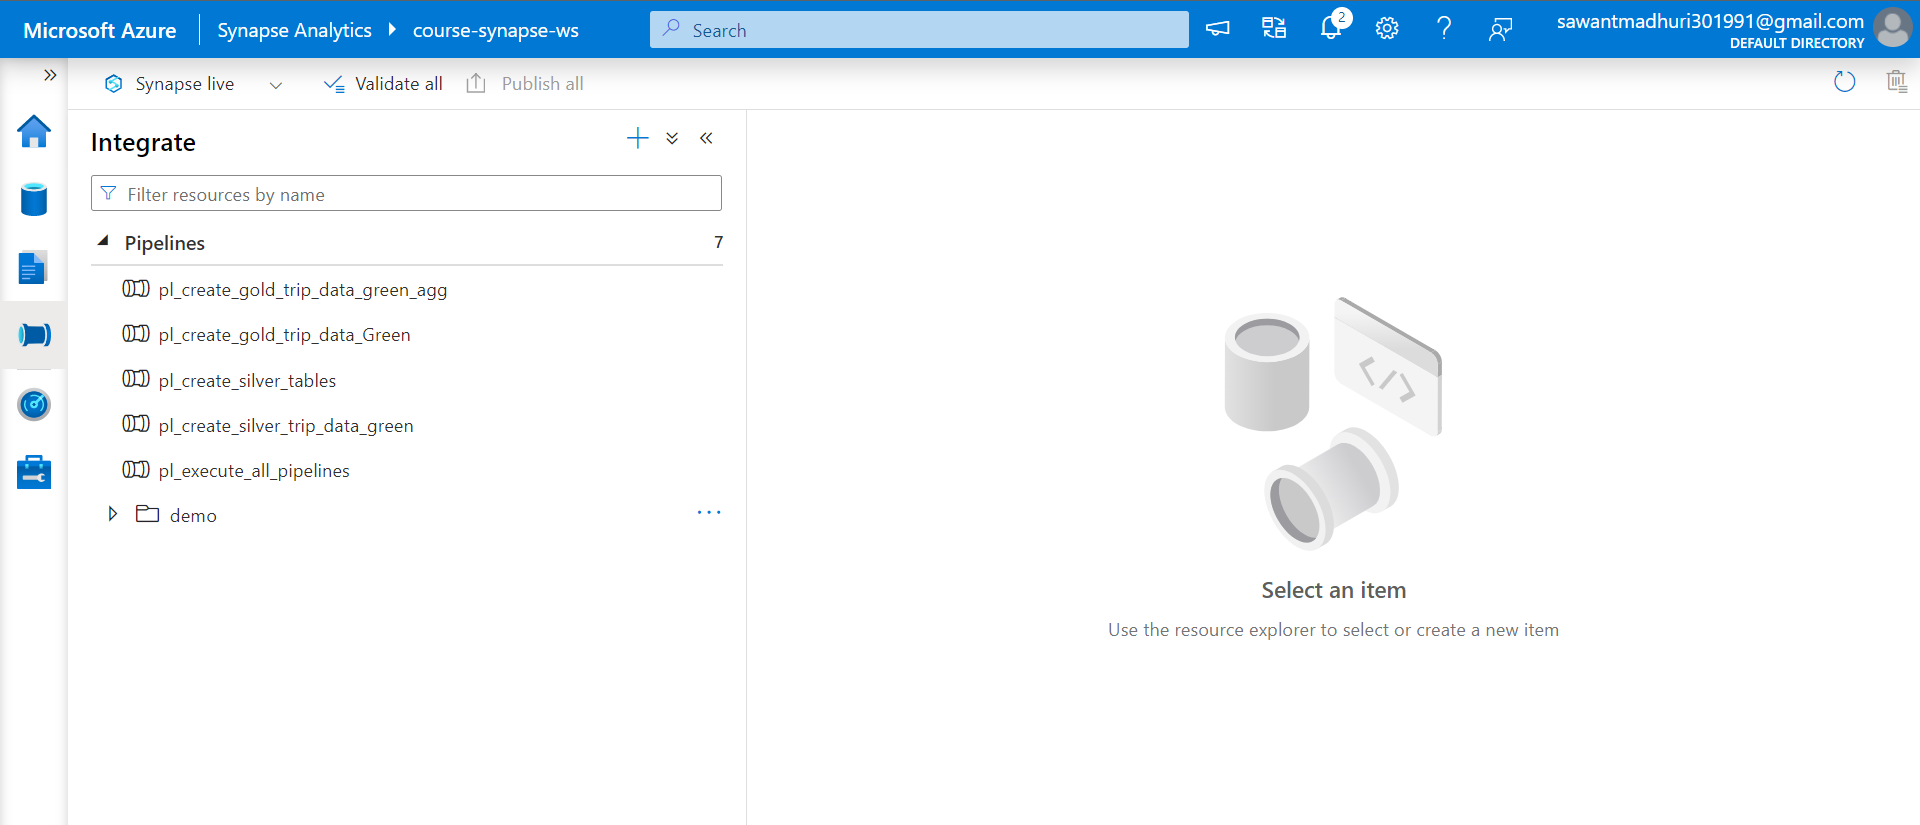 Microsoft Azure
Synapse Analytics
course-synapse-ws
Search
2
sawantmadhuri301991@gmail.com
DEFAULT DIRECTORY
Synapse live
Validate all
Publish all
Integrate
Filter resources by name
Pipelines 7
pl_create_gold_trip_data_green_agg
pl_create_gold_trip_data_Green
pl_create_silver_tables
pl_create_silver_trip_data_green
pl_execute_all_pipelines
demo
Select an item
Use the resource explorer to select or create a new item